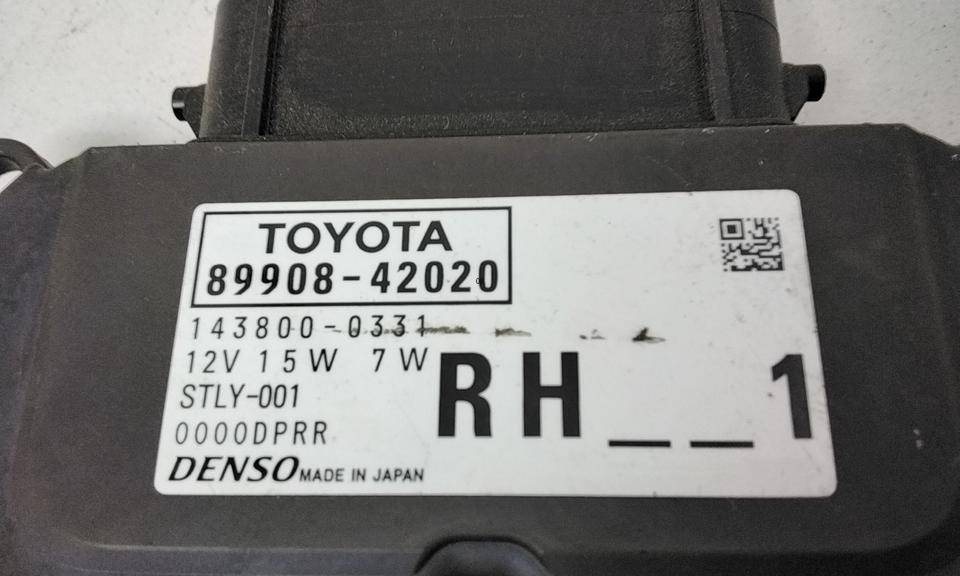 TOYOTA
89908-42020
143800-0331
12V 15W 7W
STLY-001
0000DPRR
RH__1
DENSO MADE IN JAPAN